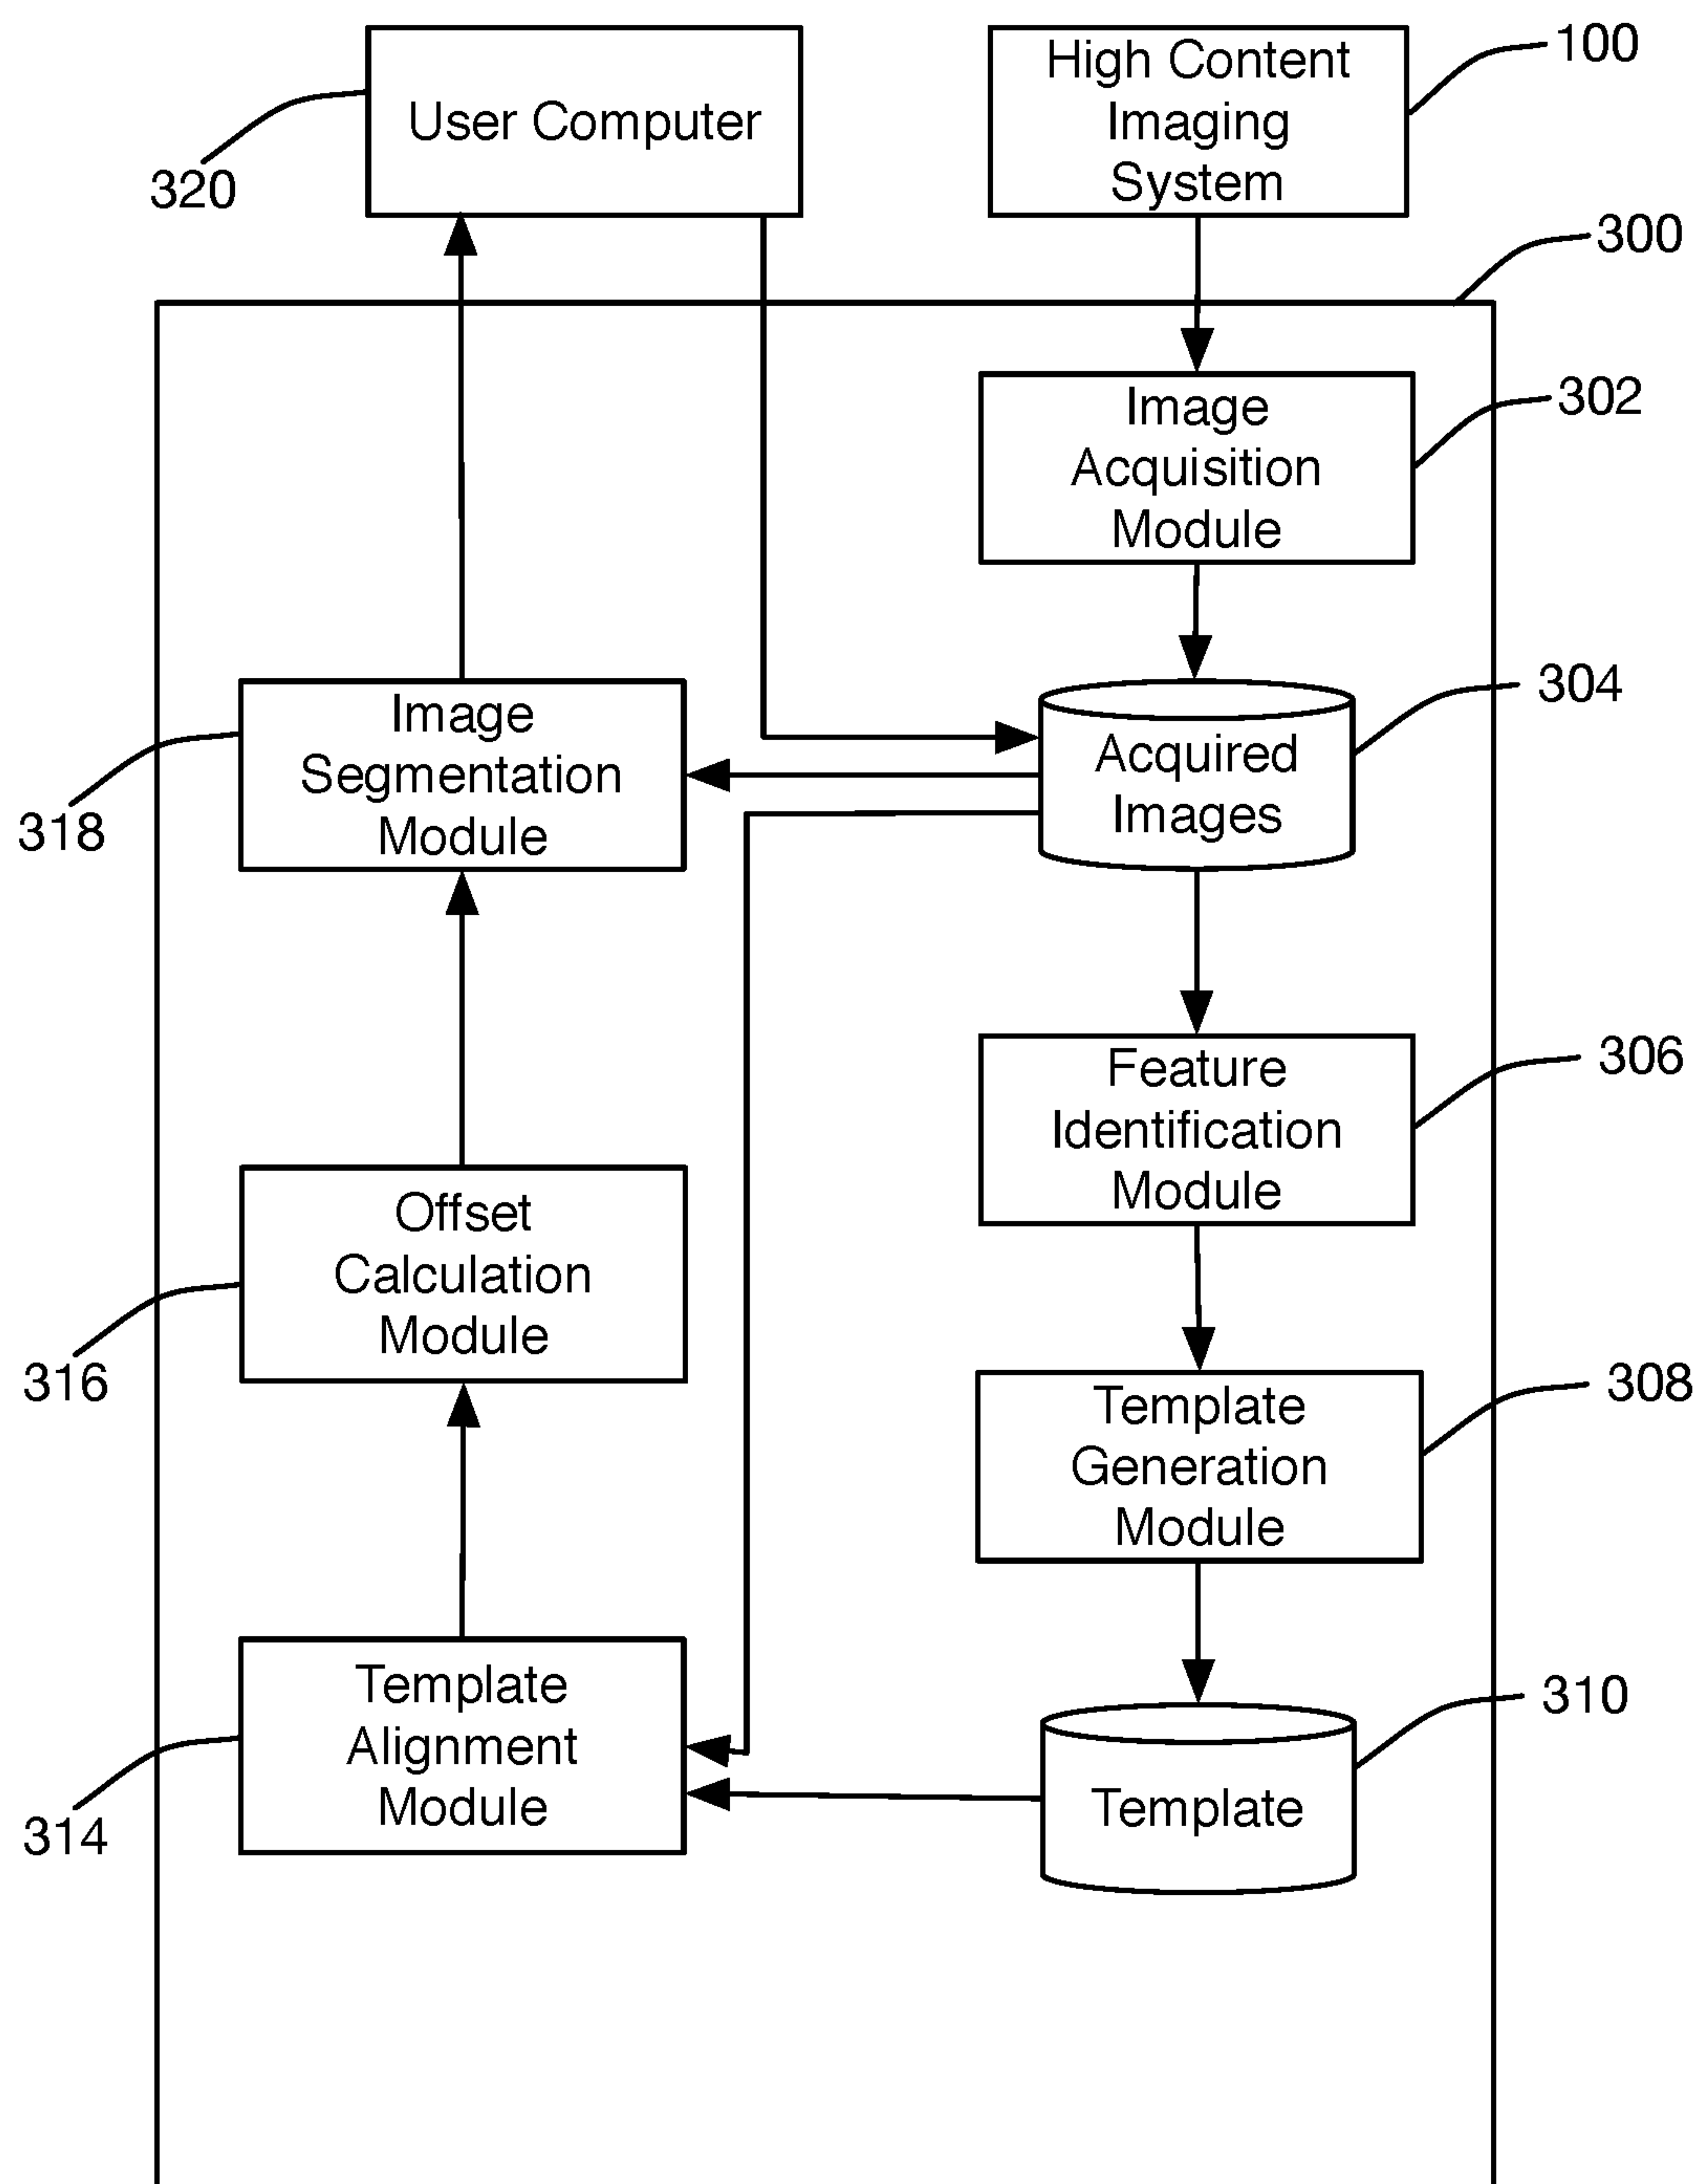 User Computer
320
High Content
Imaging
System
100
300
Image
Acquisition
Module
302
Image
Segmentation
Module
318
Acquired
Images
304
Feature
Identification
Module
306
Offset
Calculation
Module
316
Template
Generation
Module
308
Template
Alignment
Module
314
Template
310